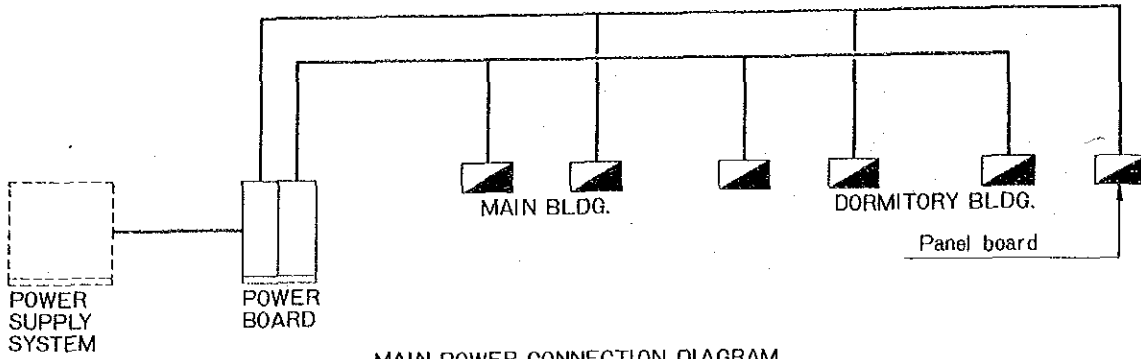 MAIN BLDG.
DORMITORY BLDG.
Panel board
POWER
SUPPLY
SYSTEM
POWER
BOARD
MAIN POWER CONNECTION DIAGRAM